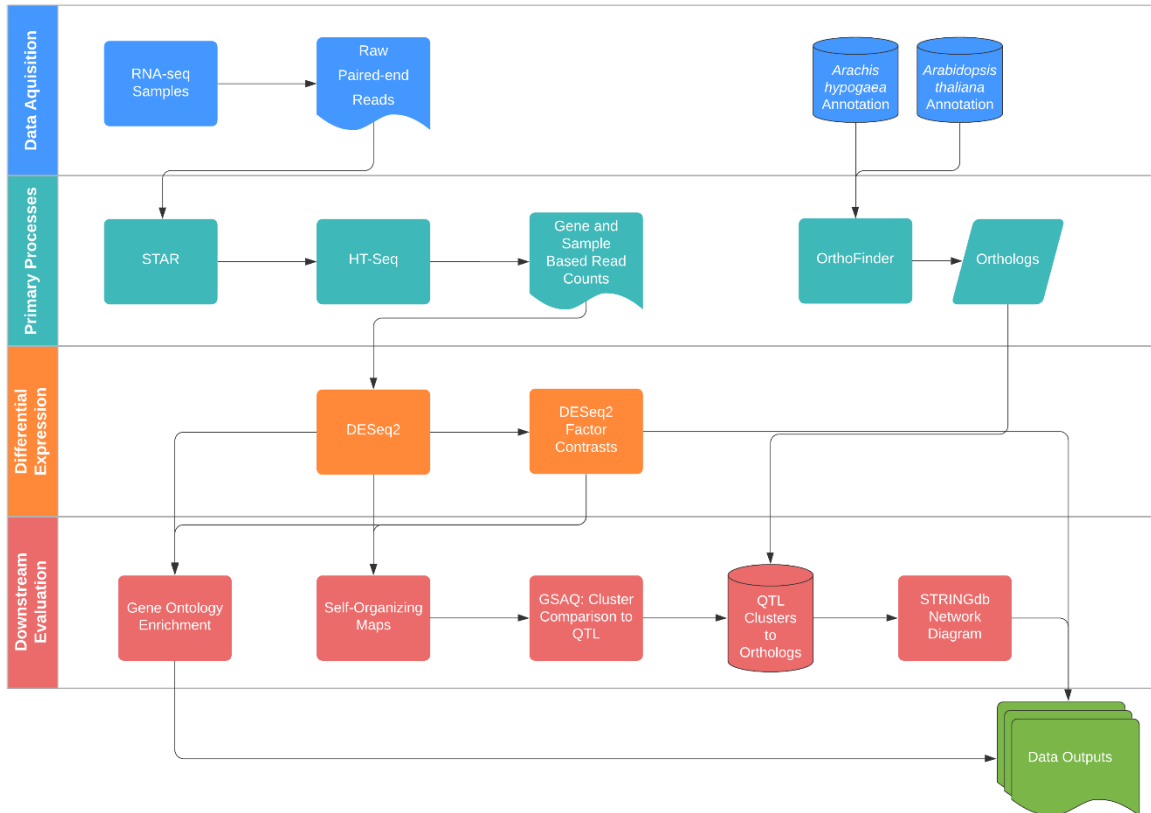 Data Aquisition
RNA-seq
Samples
Raw
Paired-end
Reads
Arachis
hypogaea
Annotation
Arabidopsis
thaliana
Annotation
Primary Processes
STAR
HT-Seq
Gene and
Sample
Based Read
Counts
OrthoFinder
Orthologs
Differential
Expression
DESeq2
DESeq2
Factor
Contrasts
Downstream
Evaluation
Gene Ontology
Enrichment
Self-Organizing
Maps
GSAQ: Cluster
Comparison to
QTL
QTL
Clusters
to
Orthologs
STRINGdb
Network
Diagram
Data Outputs